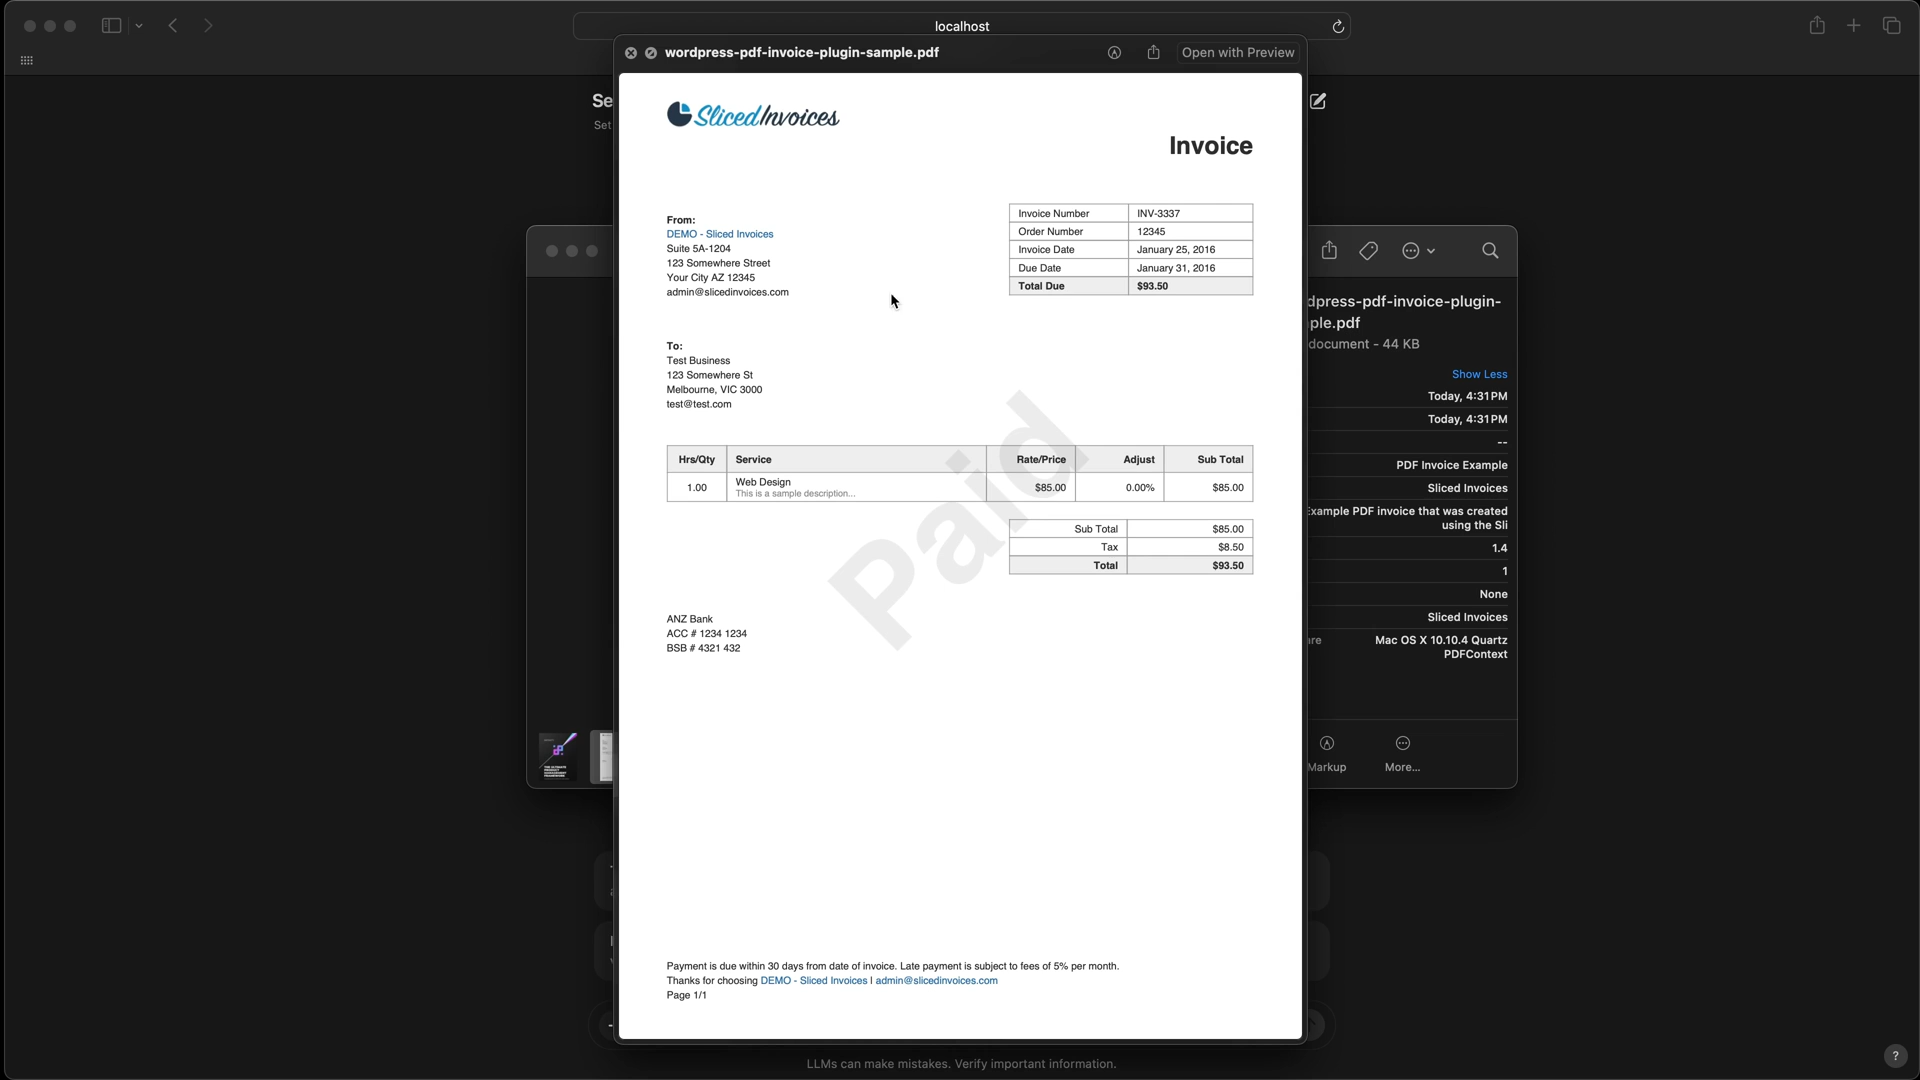 localhost
wordpress-pdf-invoice-plugin-sample.pdf
Open with Preview
Se
Set
SlicedInvoices
Invoice
From:
DEMO - Sliced Invoices
Suite 5A-1204
123 Somewhere Street
Your City AZ 12345
admin@slicedinvoices.com
Invoice Number INV-3337
Order Number 12345
Invoice Date January 25, 2016
Due Date January 31, 2016
Total Due $93.50
To:
Test Business
123 Somewhere St
Melbourne, VIC 3000
test@test.com
Hrs/Qty Service Rate/Price Adjust Sub Total
1.00 Web Design $85.00 0.00% $85.00
This is a sample description...
Sub Total $85.00
Tax $8.50
Total $93.50
Paid
ANZ Bank
ACC # 1234 1234
BSB # 4321 432
Payment is due within 30 days from date of invoice. Late payment is subject to fees of 5% per month.
Thanks for choosing DEMO - Sliced Invoices | admin@slicedinvoices.com
Page 1/1
dpress-pdf-invoice-plugin-
ple.pdf
document - 44 KB
Show Less
Today, 4:31 PM
Today, 4:31 PM
--
PDF Invoice Example
Sliced Invoices
Example PDF invoice that was created
using the Sli
1.4
1
None
Sliced Invoices
re Mac OS X 10.10.4 Quartz
PDFContext
Markup
More...
LLMs can make mistakes. Verify important information.
?